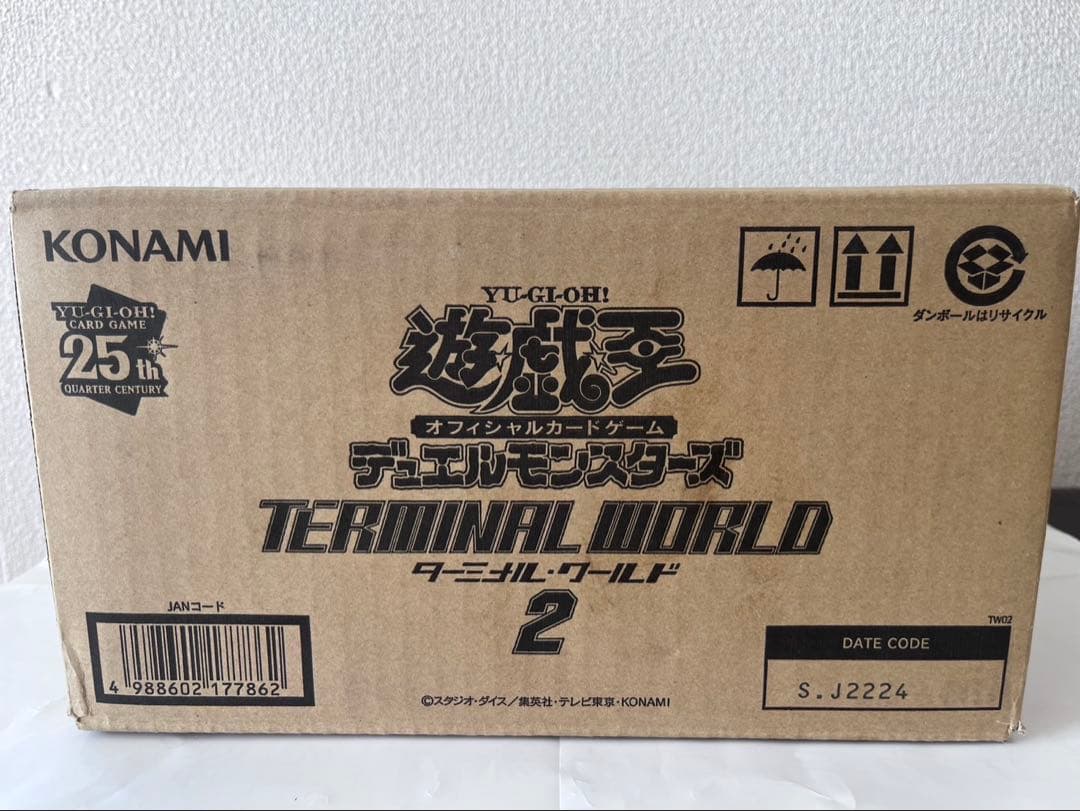 KONAMI
YU-GI-OH!
CARD GAME
25th
QUARTER CENTURY
YU-GI-OH!
遊☆戯☆王
オフィシャルカードゲーム
デュエルモンスターズ
TERMINAL WORLD
ターミナル・ワールド
2
ダンボールはリサイクル
JANコード
4 988602 177862
©スタジオ・ダイス／集英社・テレビ東京・KONAMI
TW02
DATE CODE
S.J2224